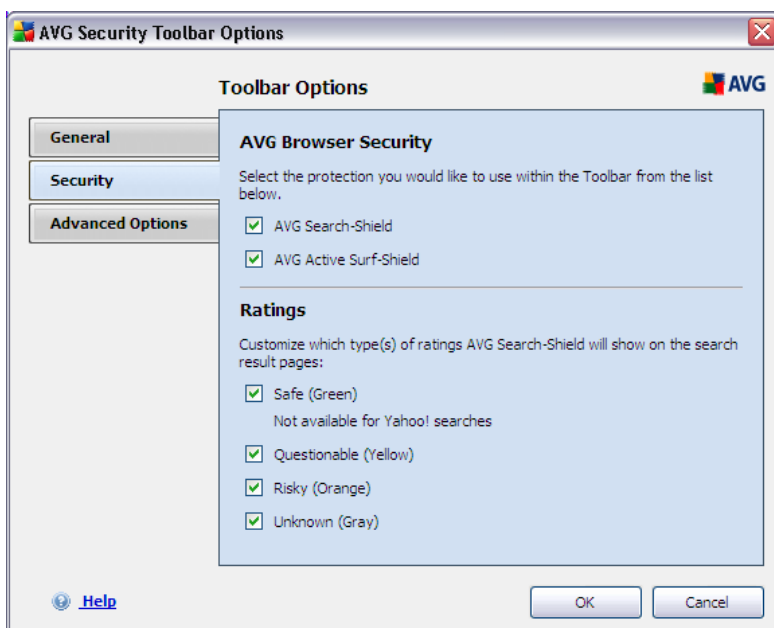 AVG Security Toolbar Options
Toolbar Options
AVG
General
Security
Advanced Options
AVG Browser Security
Select the protection you would like to use within the Toolbar from the list
below.
AVG Search-Shield
AVG Active Surf-Shield
Ratings
Customize which type(s) of ratings AVG Search-Shield will show on the search
result pages:
Safe (Green)
Not available for Yahoo! searches
Questionable (Yellow)
Risky (Orange)
Unknown (Gray)
Help
OK
Cancel